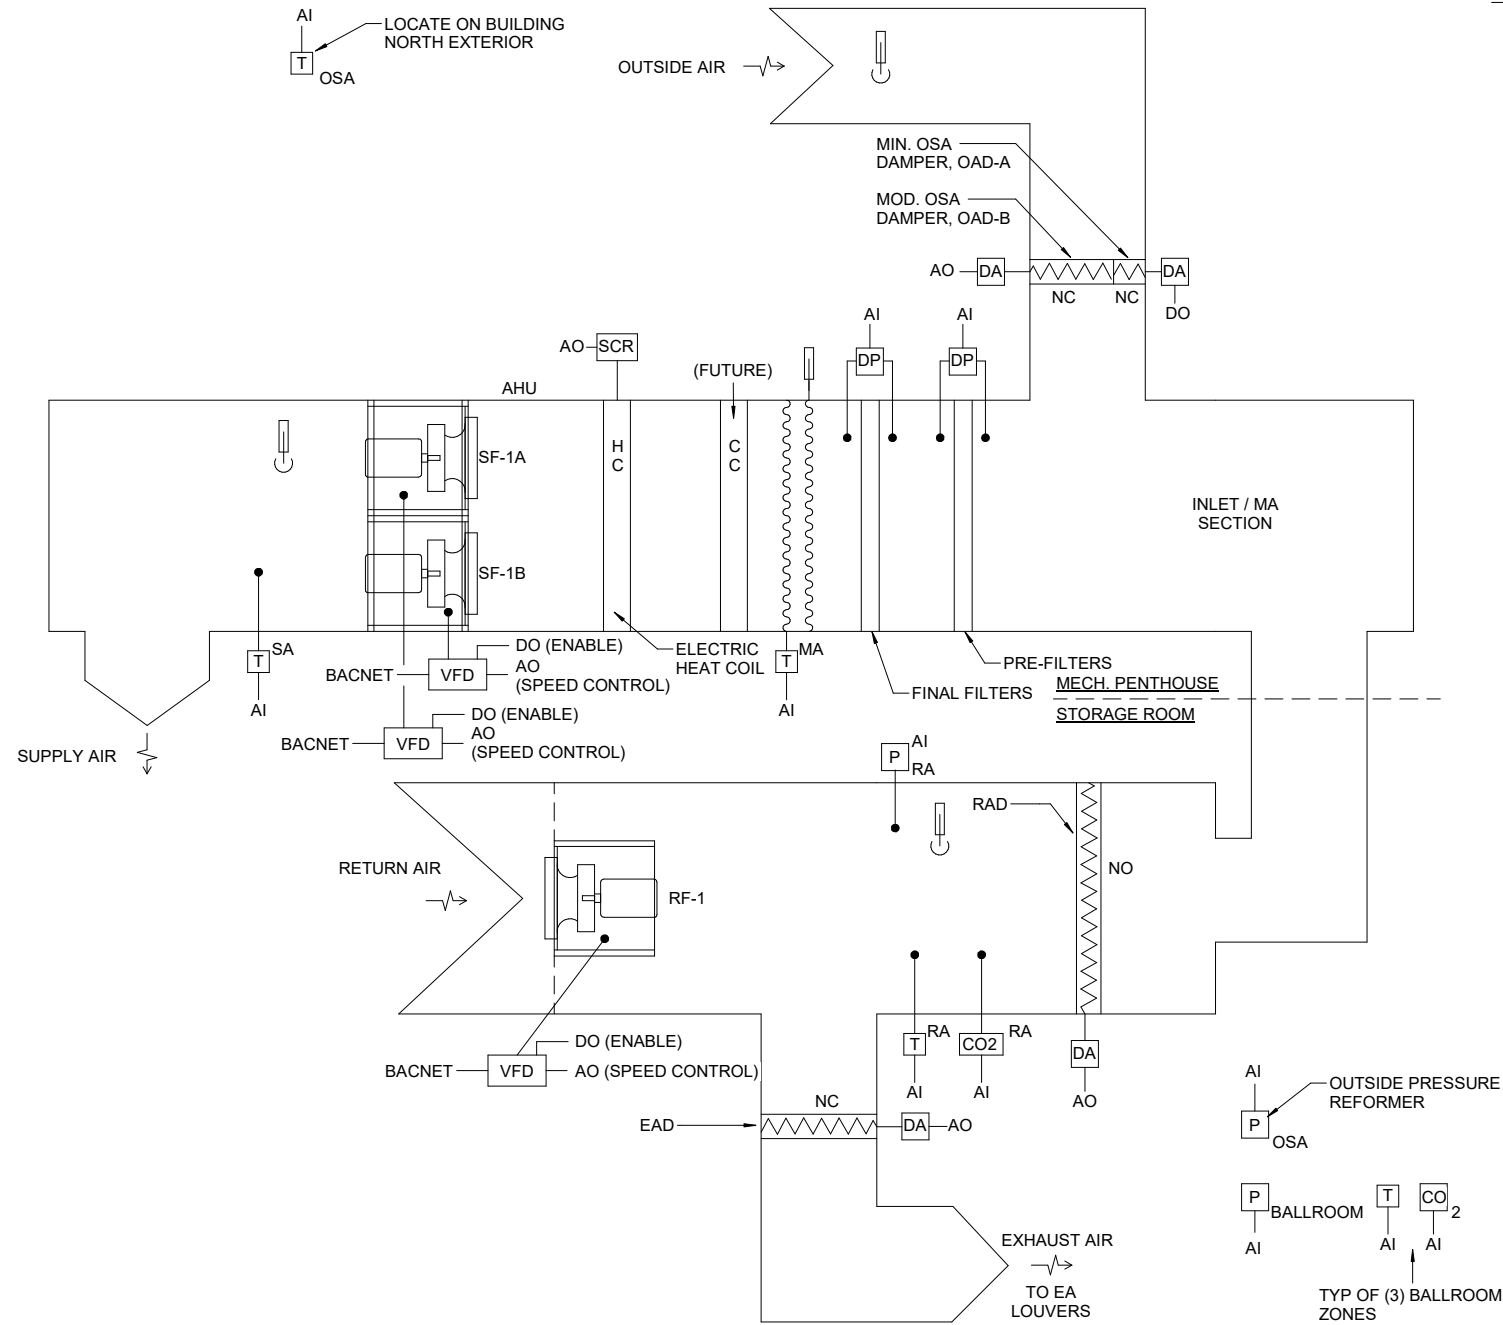 AI
LOCATE ON BUILDING
NORTH EXTERIOR
T
OSA
OUTSIDE AIR
MIN. OSA
DAMPER, OAD-A
MOD. OSA
DAMPER, OAD-B
AO
DA
DA
NC
NC
DO
AI
AI
DP
DP
AO
SCR
(FUTURE)
AHU
H
C
C
C
SF-1A
SF-1B
INLET / MA
SECTION
SA
T
AI
DO (ENABLE)
BACNET
VFD
AO
(SPEED CONTROL)
ELECTRIC
HEAT COIL
MA
T
AI
PRE-FILTERS
FINAL FILTERS
MECH. PENTHOUSE
STORAGE ROOM
DO (ENABLE)
BACNET
VFD
AO
(SPEED CONTROL)
SUPPLY AIR
AI
P
RA
RAD
NO
RETURN AIR
RF-1
DO (ENABLE)
BACNET
VFD
AO (SPEED CONTROL)
T
RA
AI
CO2
RA
AI
DA
AO
NC
EAD
DA
AO
AI
OUTSIDE PRESSURE
REFORMER
P
OSA
P
BALLROOM
AI
T
AI
CO
2
AI
TYP OF (3) BALLROOM
ZONES
EXHAUST AIR
TO EA
LOUVERS